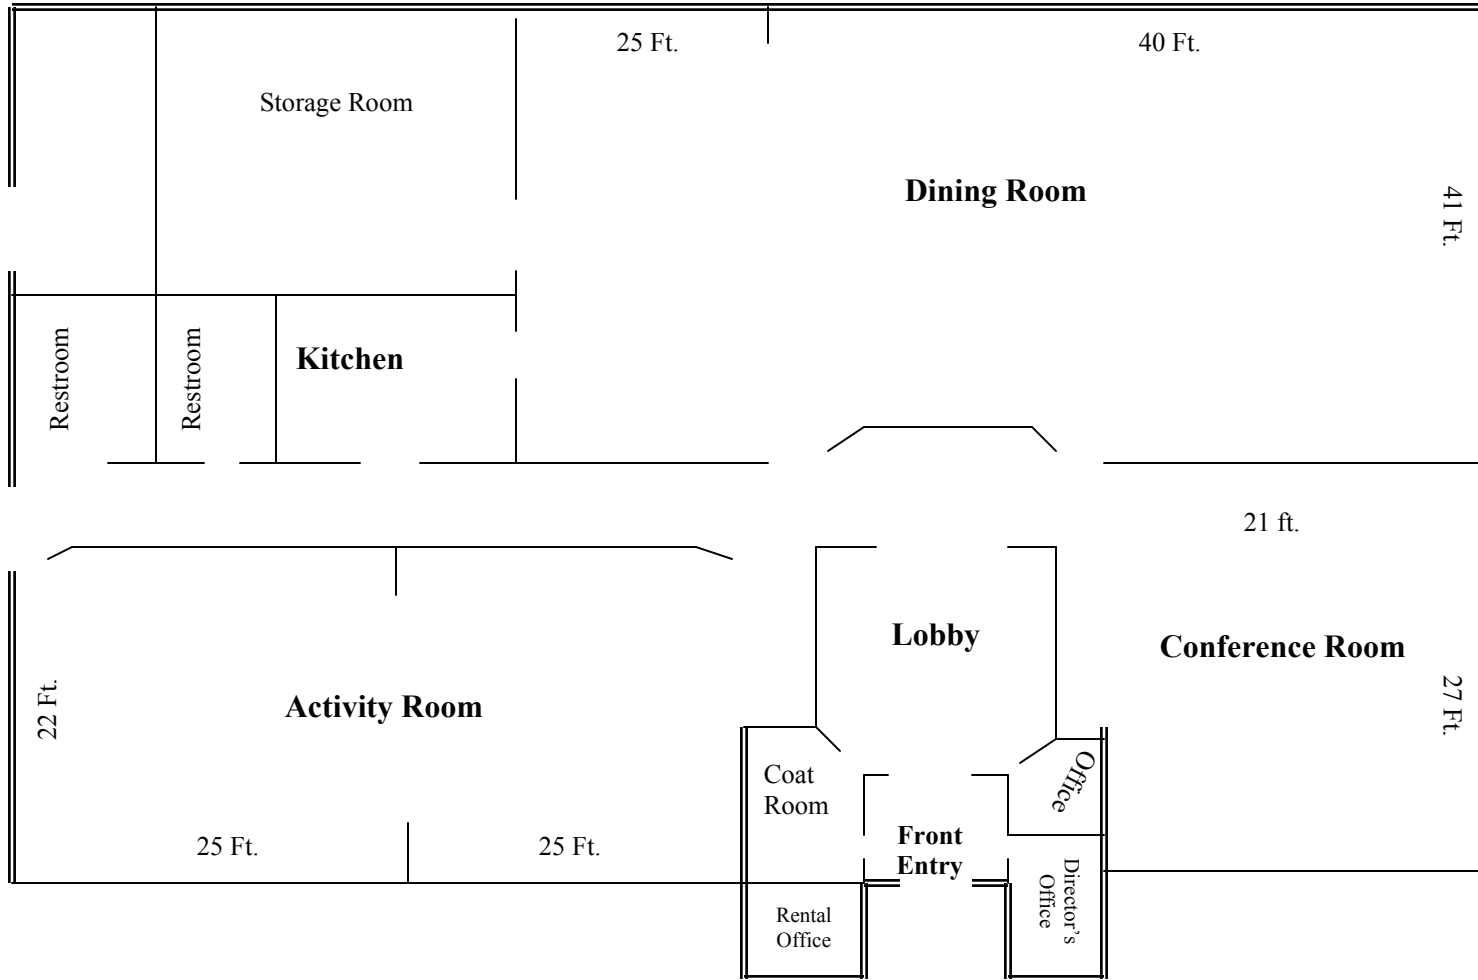 25 Ft.
40 Ft.
Storage Room
Dining Room
41 Ft.
Restroom
Restroom
Kitchen
21 ft.
Lobby
Conference Room
22 Ft.
Activity Room
27 Ft.
Coat
Room
Office
25 Ft.
25 Ft.
Front
Entry
Director's
Office
Rental
Office